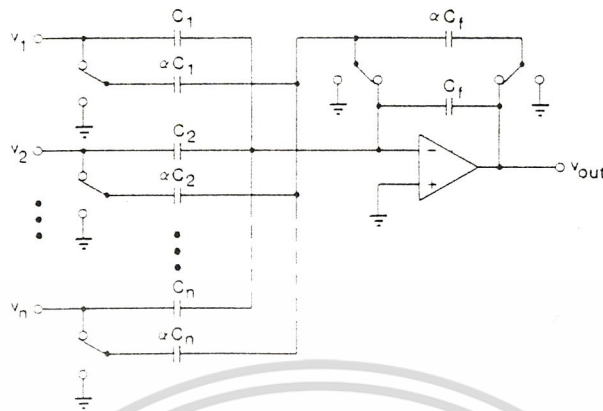 C1
αCf
v1
αC1
Cf
C2
v2
−
αC2
+
vout
Cn
vn
αCn